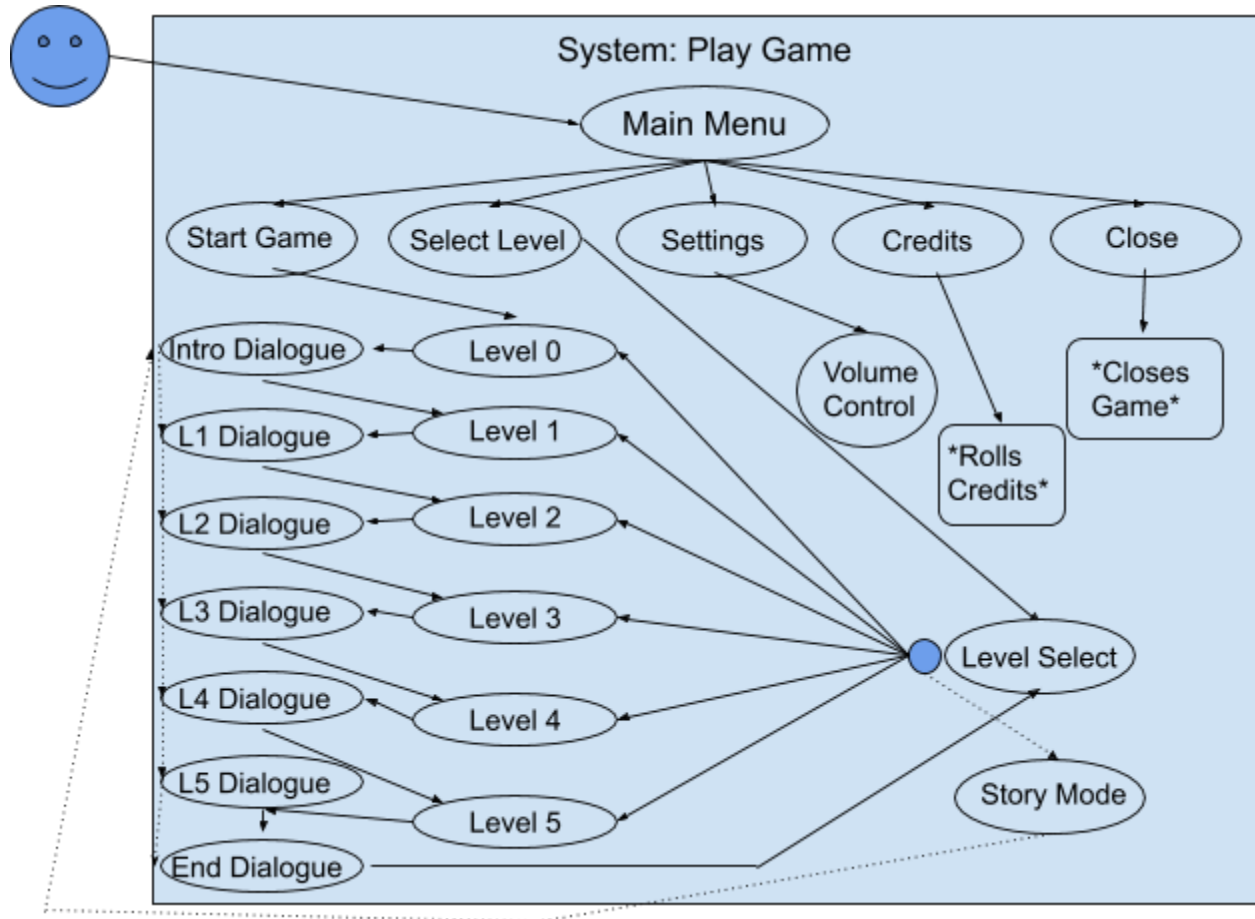 System: Play Game
Main Menu
Start Game
Select Level
Settings
Credits
Close
Intro Dialogue
Level 0
Volume
Control
*Closes
Game*
L1 Dialogue
Level 1
*Rolls
Credits*
L2 Dialogue
Level 2
L3 Dialogue
Level 3
Level Select
L4 Dialogue
Level 4
L5 Dialogue
Story Mode
Level 5
End Dialogue